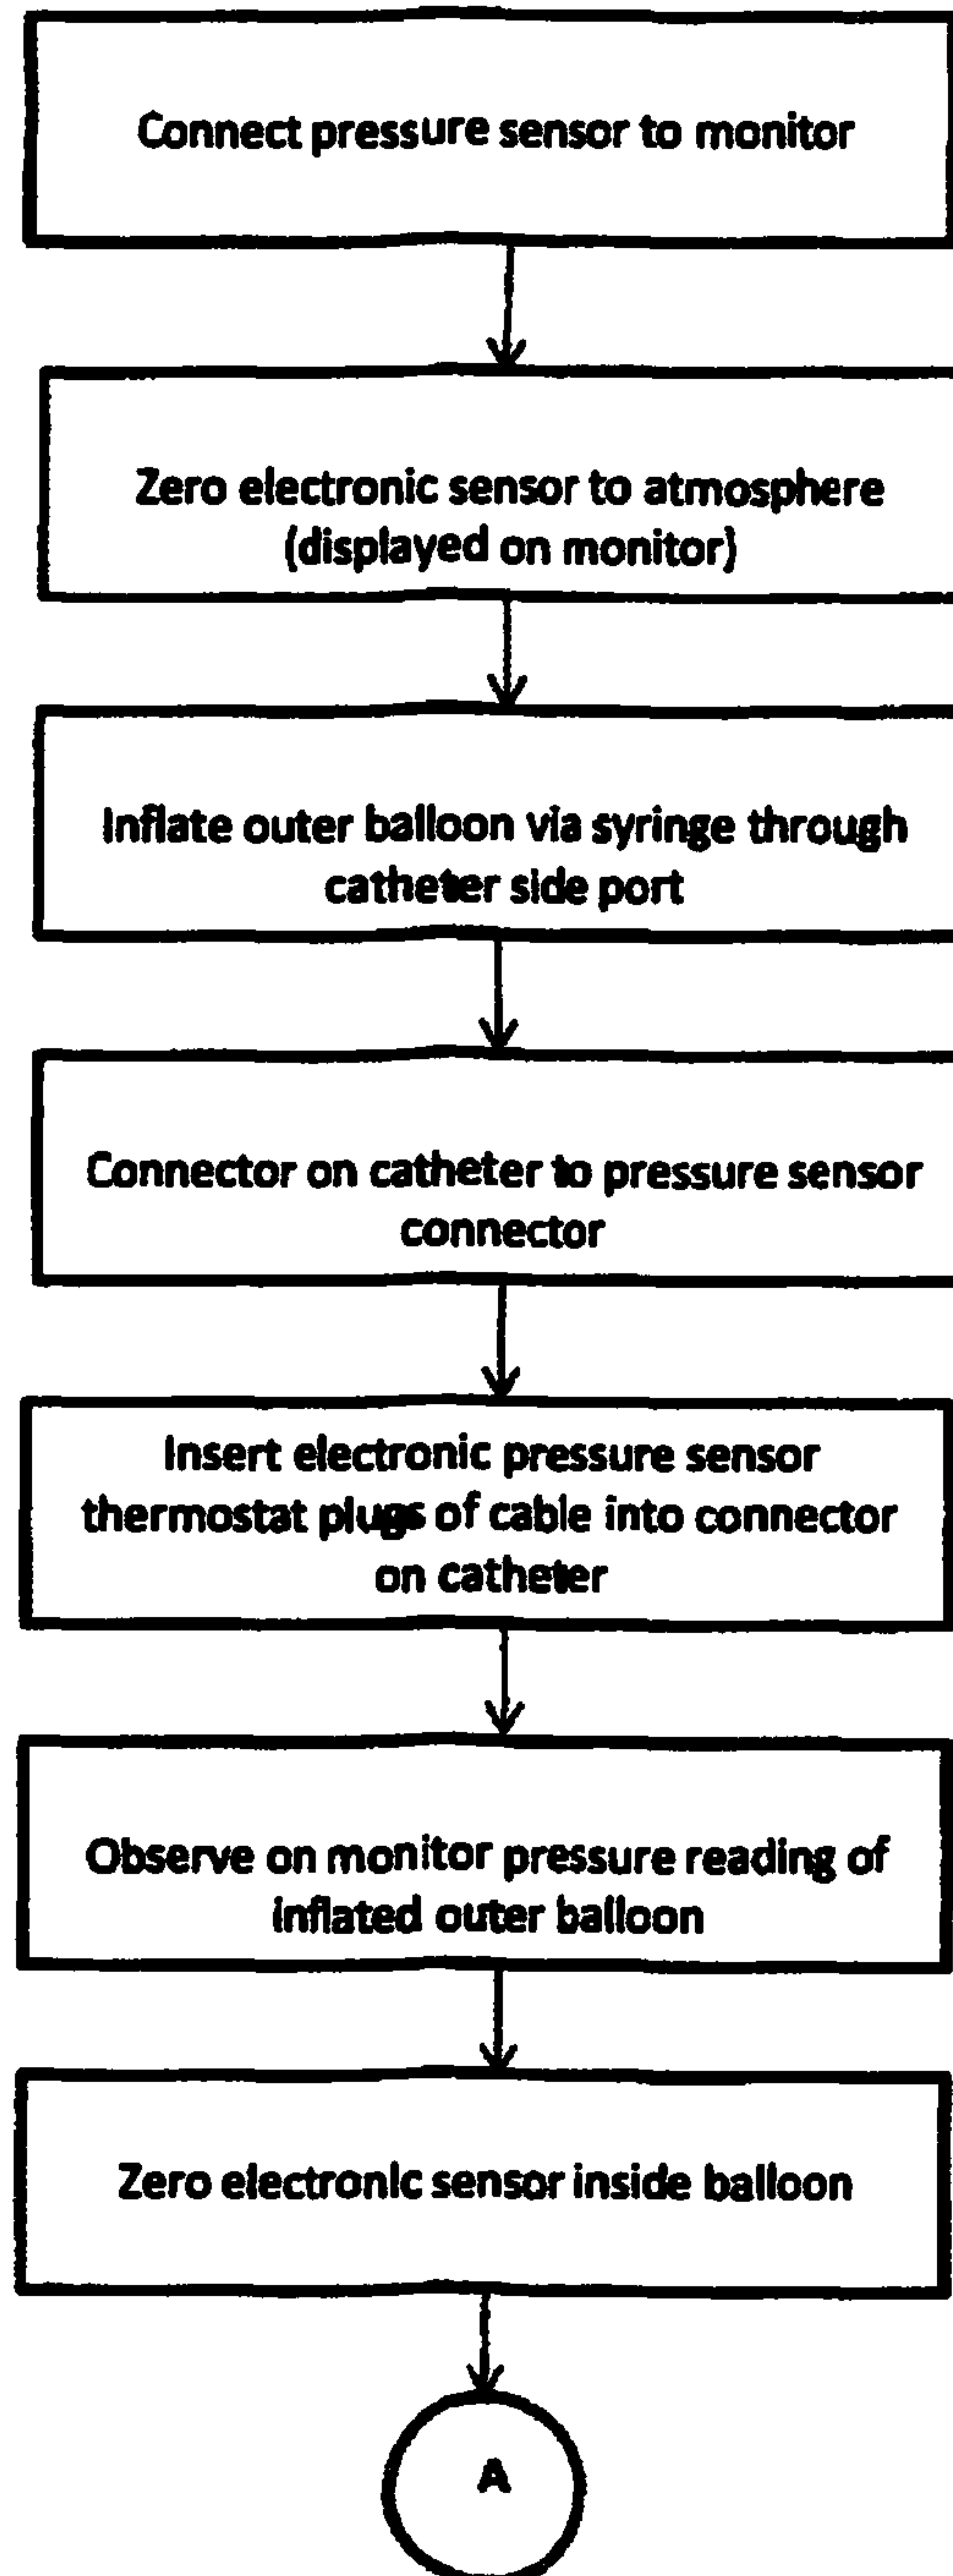 Connect pressure sensor to monitor
Zero electronic sensor to atmosphere
(displayed on monitor)
Inflate outer balloon via syringe through
catheter side port
Connector on catheter to pressure sensor
connector
Insert electronic pressure sensor
thermostat plugs of cable into connector
on catheter
Observe on monitor pressure reading of
inflated outer balloon
Zero electronic sensor inside balloon
A